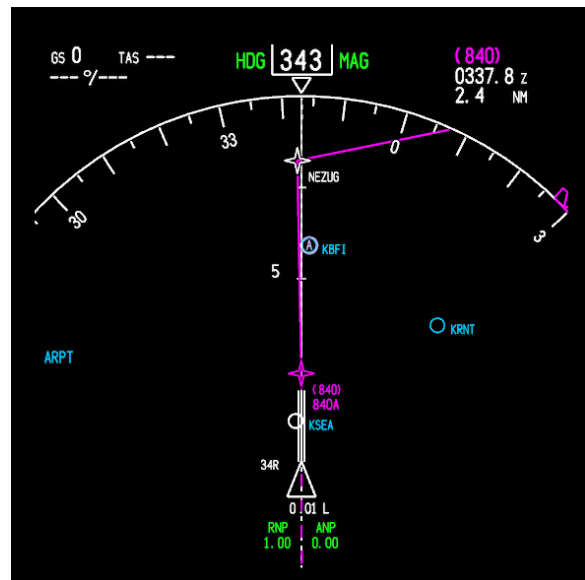 GS 0 TAS ---
---°/---
HDG 343 MAG
(840)
0337.8 z
2.4 NM
33
0
30
3
NEZUG
A KBFI
5
KRNT
ARPT
(840)
840A
KSEA
34R
0.01 L
RNP ANP
1.00 0.00